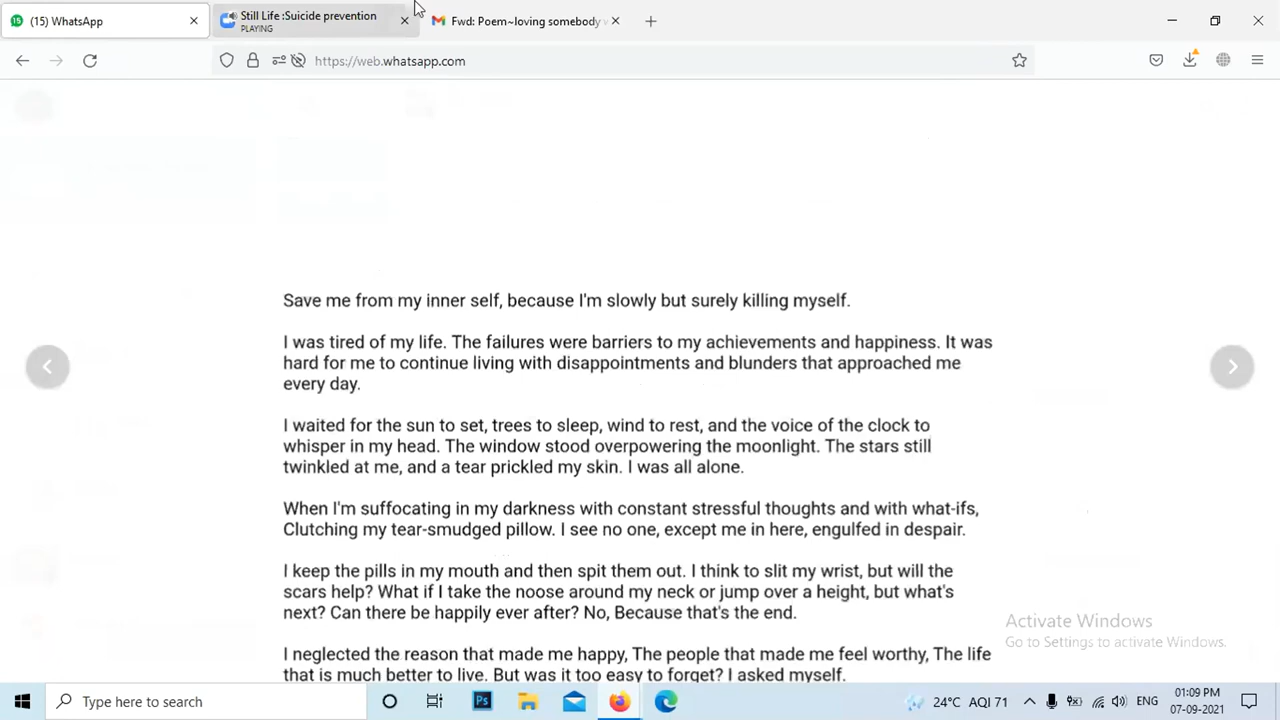 (15) WhatsApp
Still Life :Suicide prevention
PLAYING
Fwd: Poem~loving somebody
https://web.whatsapp.com
Save me from my inner self, because I'm slowly but surely killing myself.
I was tired of my life. The failures were barriers to my achievements and happiness. It was
hard for me to continue living with disappointments and blunders that approached me
every day.
I waited for the sun to set, trees to sleep, wind to rest, and the voice of the clock to
whisper in my head. The window stood overpowering the moonlight. The stars still
twinkled at me, and a tear prickled my skin. I was all alone.
When I'm suffocating in my darkness with constant stressful thoughts and with what-ifs,
Clutching my tear-smudged pillow. I see no one, except me in here, engulfed in despair.
I keep the pills in my mouth and then spit them out. I think to slit my wrist, but will the
scars help? What if I take the noose around my neck or jump over a height, but what's
next? Can there be happily ever after? No, Because that's the end.
I neglected the reason that made me happy, The people that made me feel worthy, The life
that is much better to live. But was it too easy to forget? I asked myself.
Activate Windows
Go to Settings to activate Windows.
Type here to search
Ps
24°C AQI 71
ENG
01:09 PM
07-09-2021